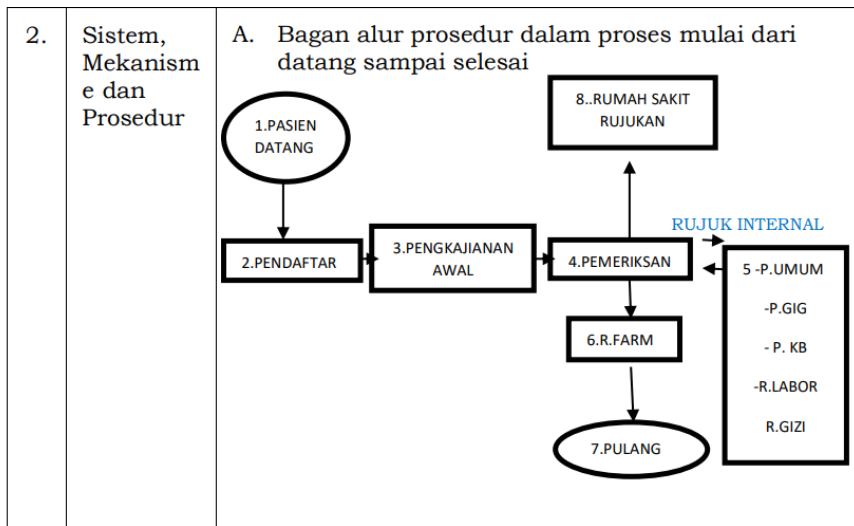 2.
Sistem,
Mekanism
e dan
Prosedur
A. Bagan alur prosedur dalam proses mulai dari
datang sampai selesai
1.PASIEN
DATANG
8..RUMAH SAKIT
RUJUKAN
RUJUK INTERNAL
2.PENDAFTAR
3.PENGKAJIANAN
AWAL
4.PEMERIKSAN
5 -P.UMUM
-P.GIG
- P. KB
-R.LABOR
R.GIZI
6.R.FARM
7.PULANG